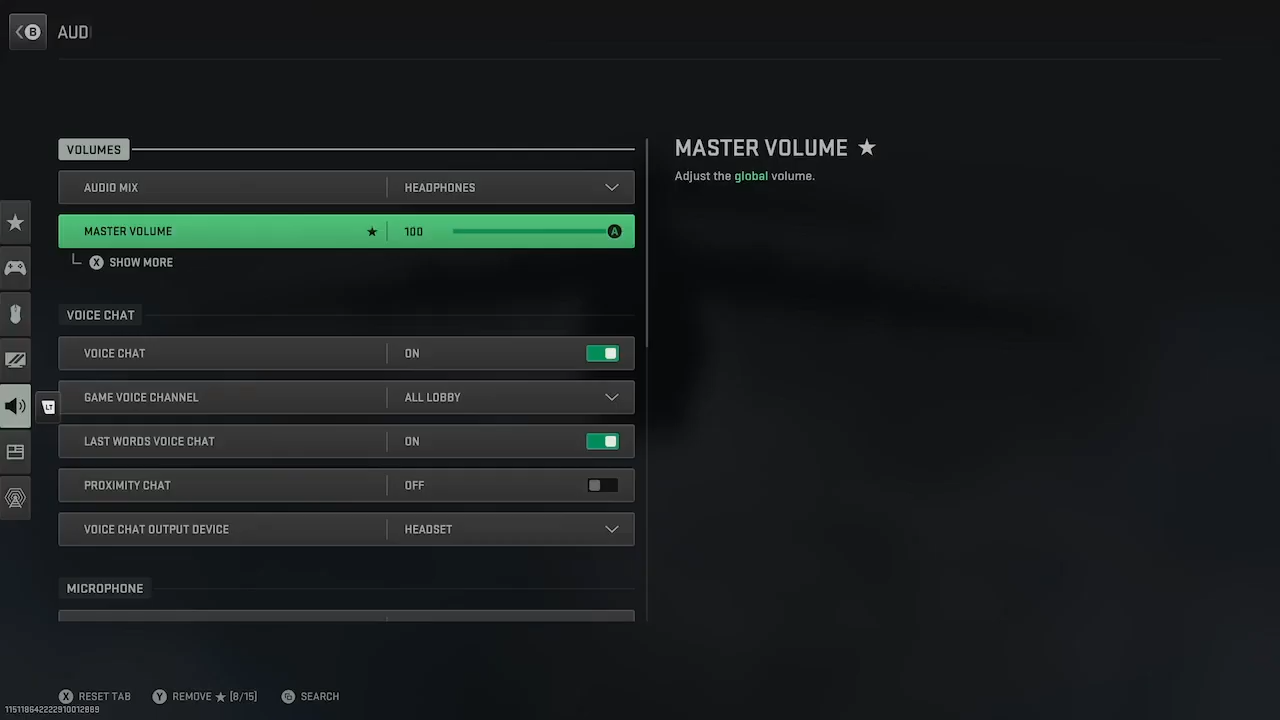 B AUD
VOLUMES
AUDIO MIX HEADPHONES
MASTER VOLUME ★ 100 A
X SHOW MORE
VOICE CHAT
VOICE CHAT ON
GAME VOICE CHANNEL ALL LOBBY
LT
LAST WORDS VOICE CHAT ON
PROXIMITY CHAT OFF
VOICE CHAT OUTPUT DEVICE HEADSET
MICROPHONE
MASTER VOLUME ★
Adjust the global volume.
X RESET TAB Y REMOVE ★ [8/15] SEARCH